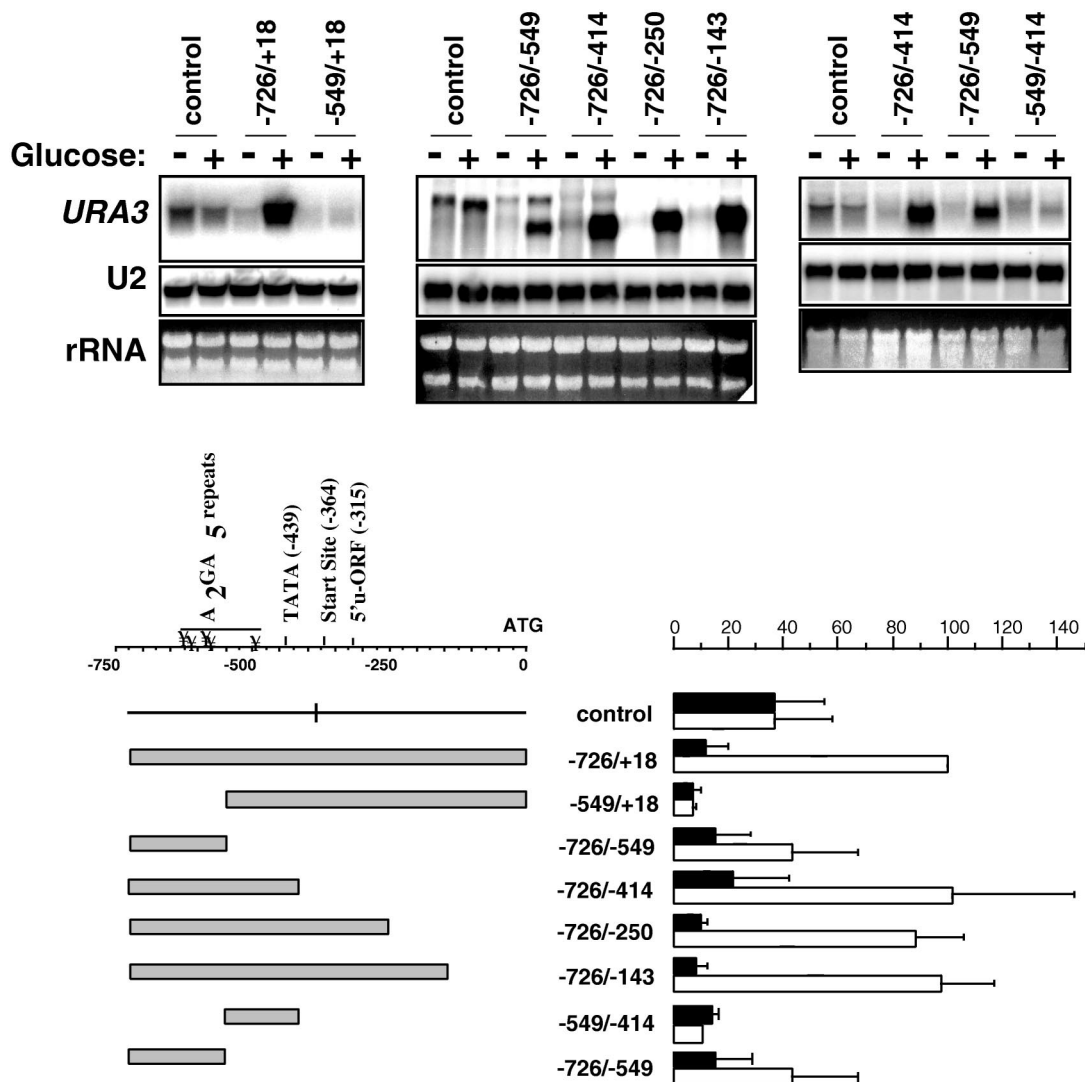 control -726/+18 -549/+18
control -726/-549 -726/-414 -726/-250 -726/-143
control -726/-414 -726/-549 -549/-414
Glucose: - + - + - +
- + - + - + - + - +
- + - + - + - +
URA3
U2
rRNA
A2GA5 repeats
TATA (-439)
Start Site (-364)
5'u-ORF (-315)
ATG
¥ ¥ ¥ ¥ ¥
-750 -500 -250 0
0 20 40 60 80 100 120 140
control
-726/+18
-549/+18
-726/-549
-726/-414
-726/-250
-726/-143
-549/-414
-726/-549